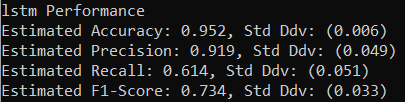 lstm Performance
Estimated Accuracy: 0.952, Std Ddv: (0.006)
Estimated Precision: 0.919, Std Ddv: (0.049)
Estimated Recall: 0.614, Std Ddv: (0.051)
Estimated F1-Score: 0.734, Std Ddv: (0.033)